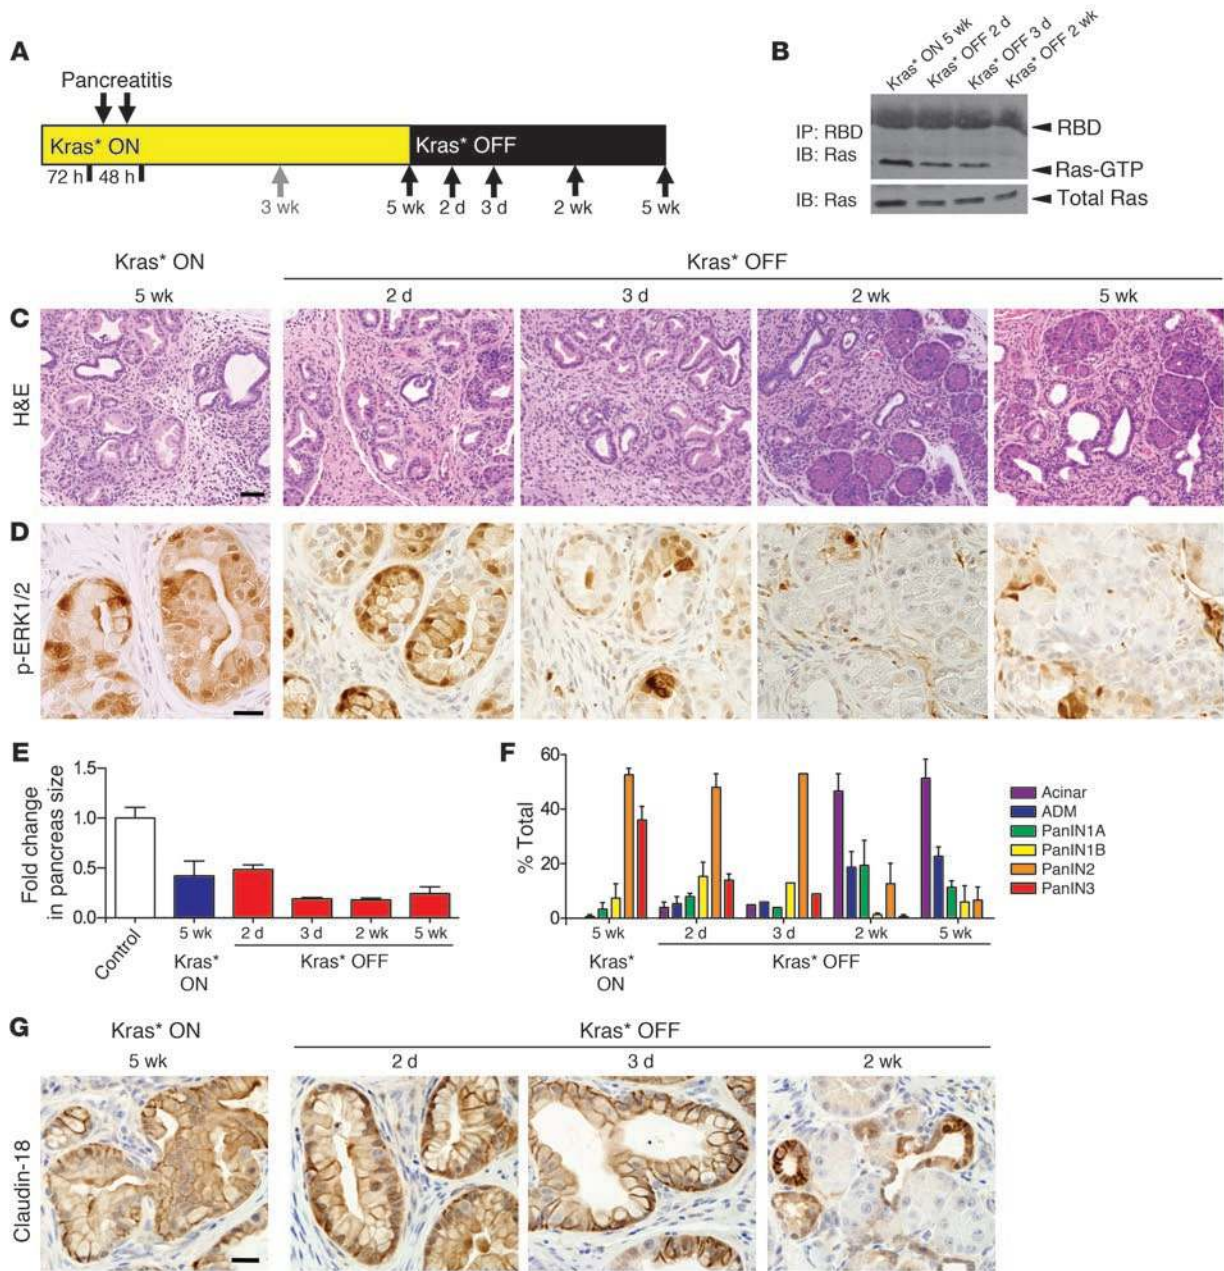 A
Pancreatitis
Kras* ON
Kras* OFF
72 h
48 h
3 wk
5 wk
2 d
3 d
2 wk
5 wk
B
Kras* ON 5 wk
Kras* OFF 2 d
Kras* OFF 3 d
Kras* OFF 2 wk
IP: RBD
IB: Ras
RBD
Ras-GTP
IB: Ras
Total Ras
Kras* ON
Kras* OFF
5 wk
2 d
3 d
2 wk
5 wk
C
H&E
D
p-ERK1/2
E
Fold change
in pancreas size
1.5
1.0
0.5
0.0
Control
5 wk
2 d
3 d
2 wk
5 wk
Kras*
ON
Kras* OFF
F
% Total
60
40
20
0
5 wk
2 d
3 d
2 wk
5 wk
Kras*
ON
Kras* OFF
Acinar
ADM
PanIN1A
PanIN1B
PanIN2
PanIN3
G
Kras* ON
Kras* OFF
5 wk
2 d
3 d
2 wk
Claudin-18